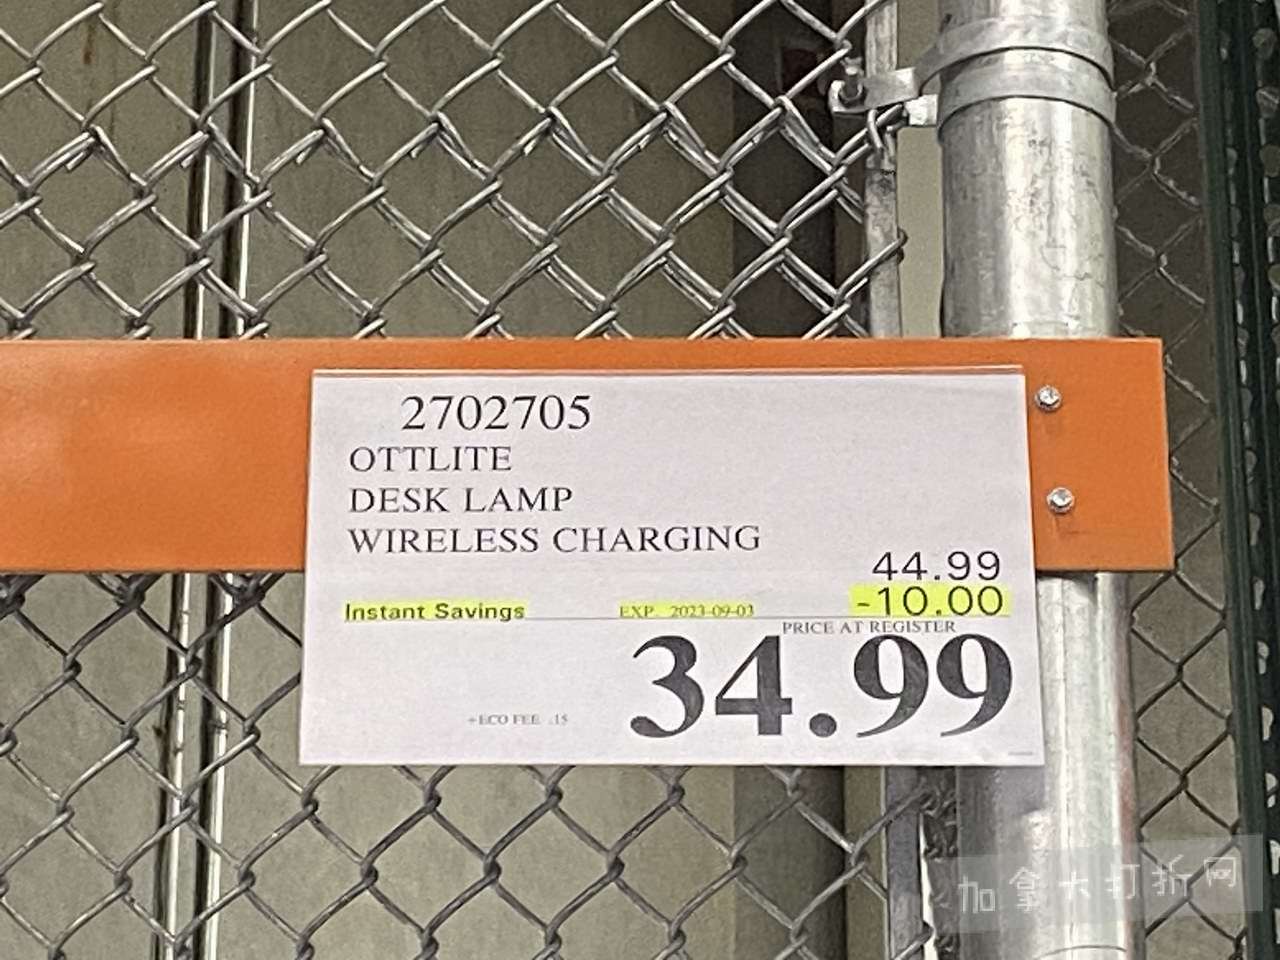 2702705
OTTLITE
DESK LAMP
WIRELESS CHARGING
44.99
Instant Savings EXP. 2023-09-03 -10.00
PRICE AT REGISTER
34.99
+ECO FEE .15
加拿大打折网